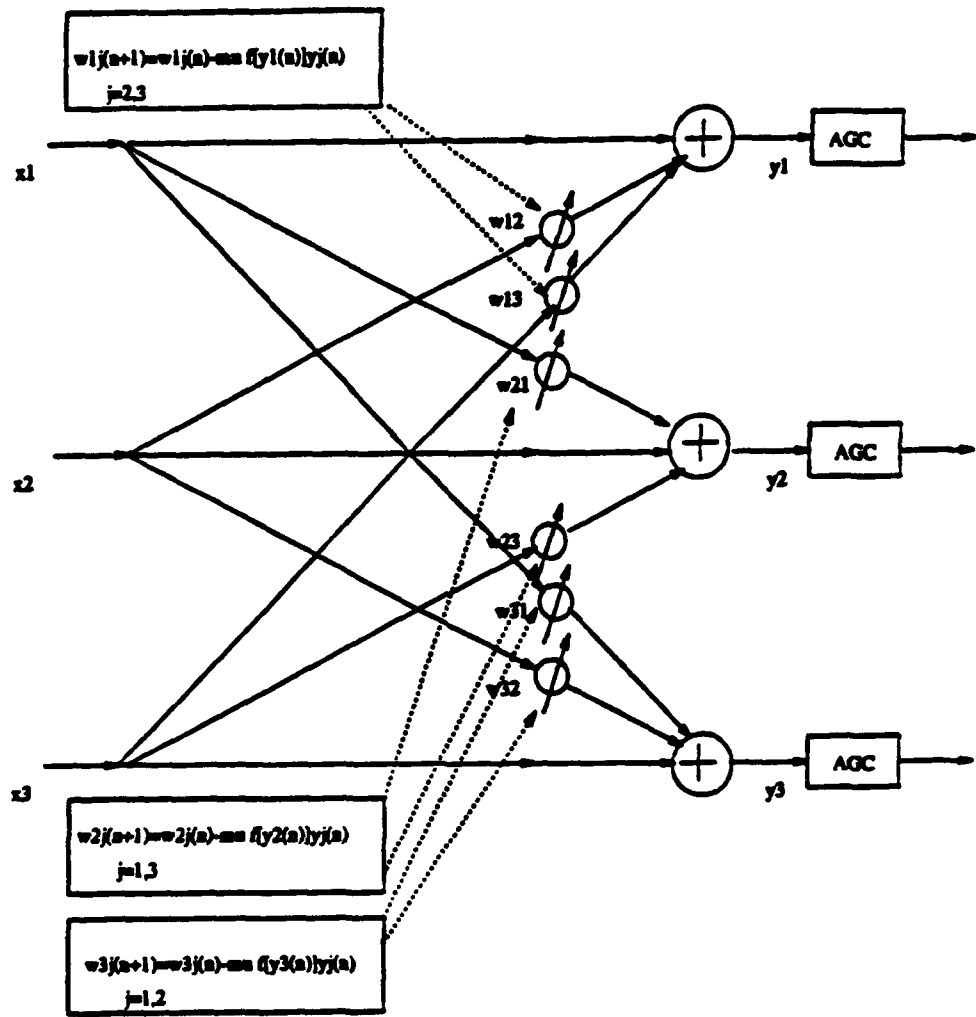 w1j(n+1)=w1j(n)-mu f[y1(n)]yj(n)
j=2,3
x1
+
y1
AGC
w12
w13
w21
x2
+
y2
AGC
w23
w31
w32
x3
+
y3
AGC
w2j(n+1)=w2j(n)-mu f[y2(n)]yj(n)
j=1,3
w3j(n+1)=w3j(n)-mu f[y3(n)]yj(n)
j=1,2